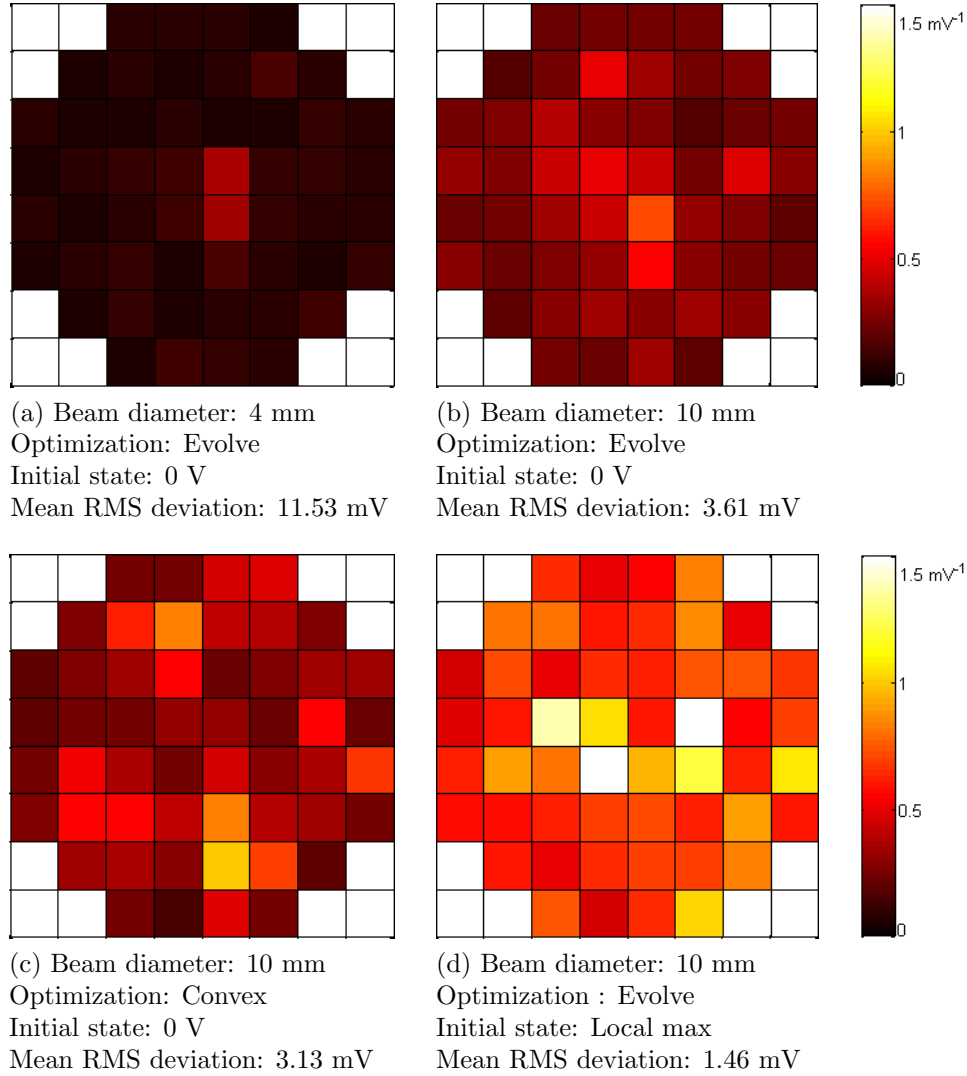 1.5 mV-1
1
0.5
0
(a) Beam diameter: 4 mm
Optimization: Evolve
Initial state: 0 V
Mean RMS deviation: 11.53 mV
(b) Beam diameter: 10 mm
Optimization: Evolve
Initial state: 0 V
Mean RMS deviation: 3.61 mV
1.5 mV-1
1
0.5
0
(c) Beam diameter: 10 mm
Optimization: Convex
Initial state: 0 V
Mean RMS deviation: 3.13 mV
(d) Beam diameter: 10 mm
Optimization : Evolve
Initial state: Local max
Mean RMS deviation: 1.46 mV